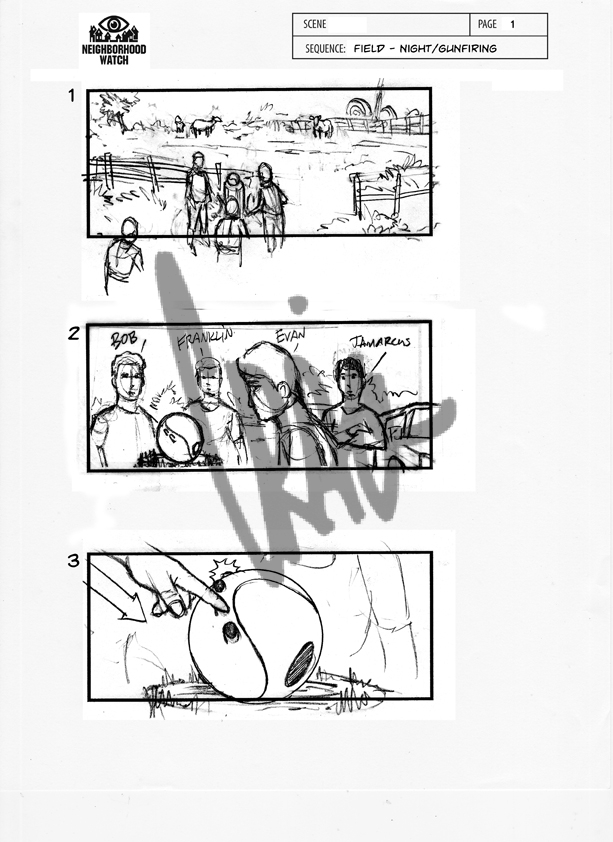 NEIGHBORHOOD
WATCH
SCENE
PAGE 1
SEQUENCE: FIELD - NIGHT/GUNFIRING
1
2
BOB
FRANKLIN
EVAN
JAMARCUS
3